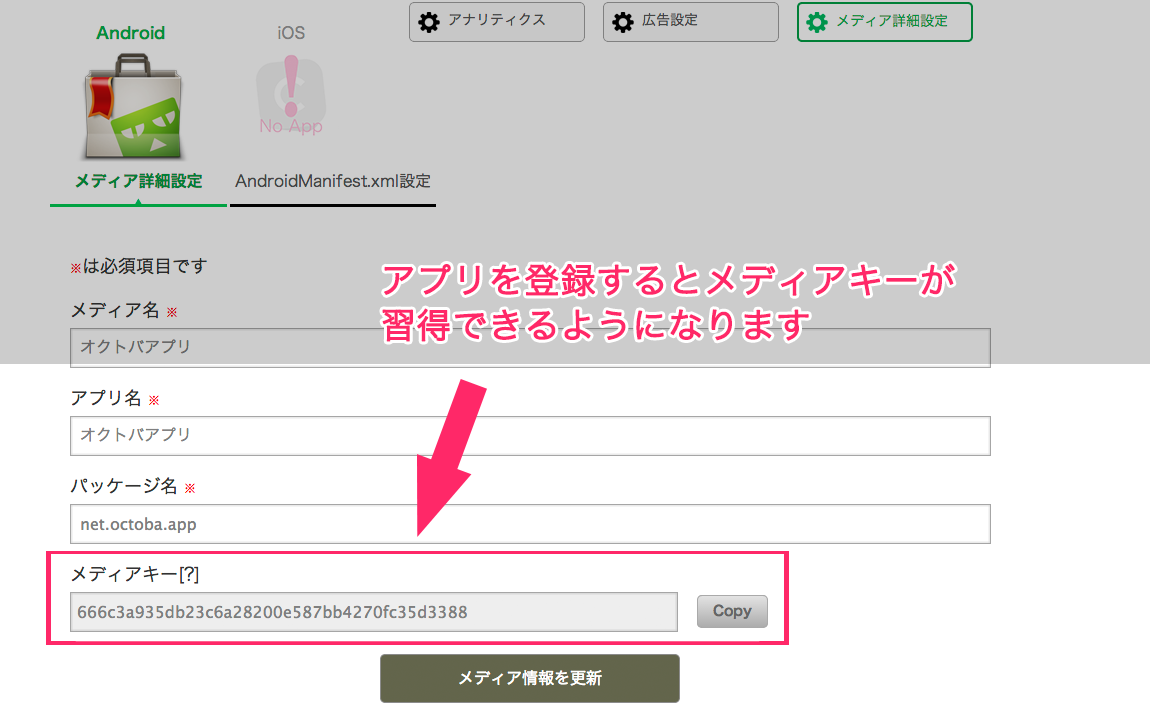 Android
iOS
アナリティクス
広告設定
メディア詳細設定
No App
メディア詳細設定
AndroidManifest.xml設定
※は必須項目です
アプリを登録するとメディアキーが
習得できるようになります
メディア名 ※
オクトバアプリ
アプリ名 ※
オクトバアプリ
パッケージ名 ※
net.octoba.app
メディアキー[?]
666c3a935db23c6a28200e587bb4270fc35d3388
Copy
メディア情報を更新